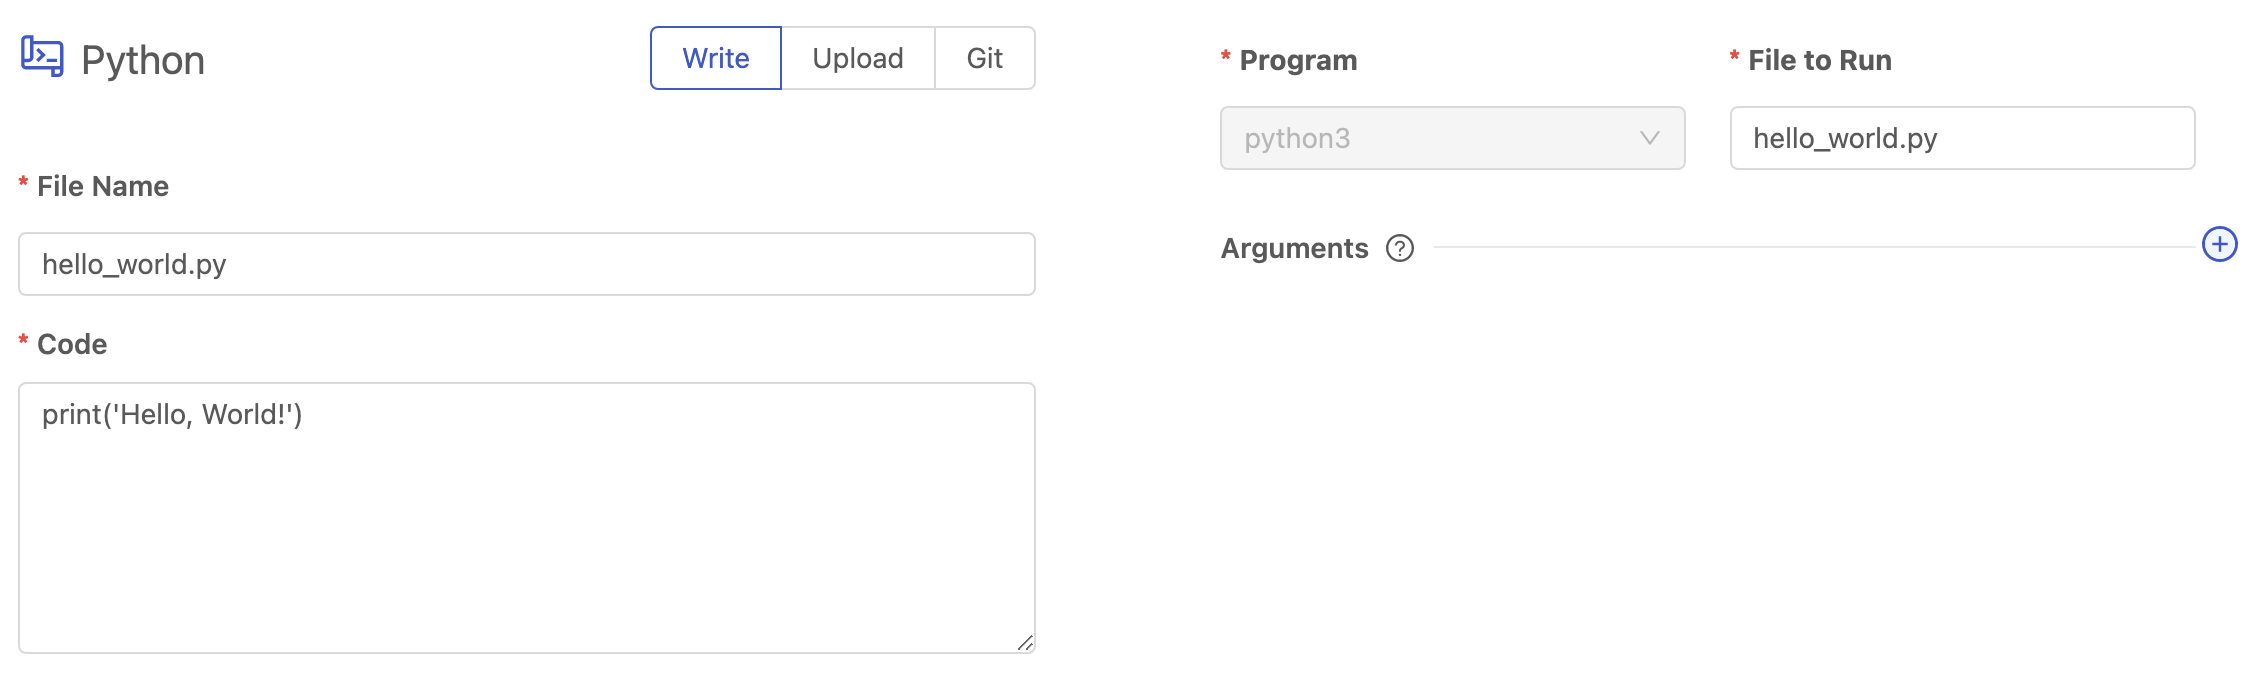 Python
Write
Upload
Git
* File Name
hello_world.py
* Code
print('Hello, World!')
* Program
python3
* File to Run
hello_world.py
Arguments ?